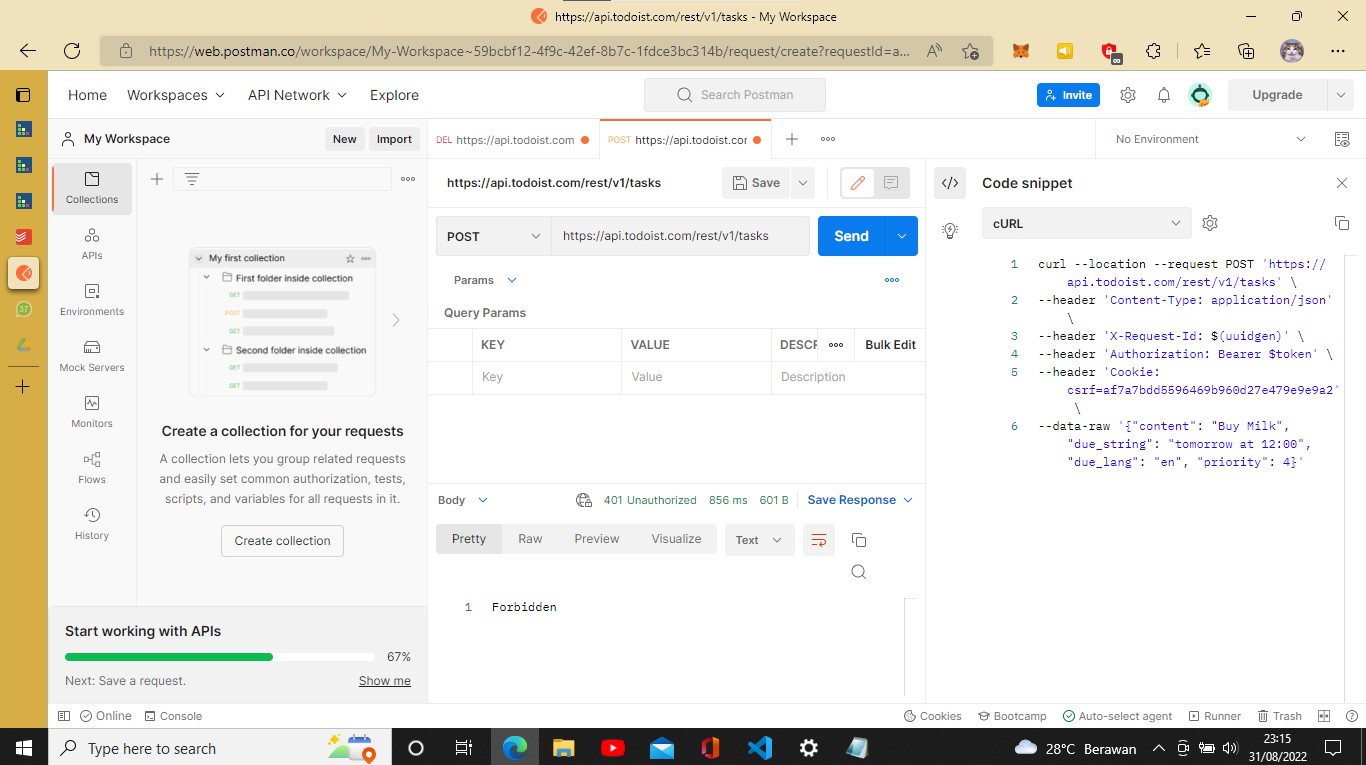 https://api.todoist.com/rest/v1/tasks - My Workspace
https://web.postman.co/workspace/My-Workspace~59bcbf12-4f9c-42ef-8b7c-1fdce3bc314b/request/create?requestId=a...
Home
Workspaces
API Network
Explore
Search Postman
Invite
Upgrade
My Workspace
New
Import
DEL https://api.todoist.com
POST https://api.todoist.cor
No Environment
Collections
APIs
Environments
Mock Servers
Monitors
Flows
History
My first collection
First folder inside collection
GET
POST
GET
Second folder inside collection
GET
GET
Create a collection for your requests
A collection lets you group related requests
and easily set common authorization, tests,
scripts, and variables for all requests in it.
Create collection
Start working with APIs
67%
Next: Save a request.
Show me
https://api.todoist.com/rest/v1/tasks
Save
POST
https://api.todoist.com/rest/v1/tasks
Send
Params
Query Params
KEY
VALUE
DESCF
Bulk Edit
Key
Value
Description
Body
401 Unauthorized
856 ms
601 B
Save Response
Pretty
Raw
Preview
Visualize
Text
1 Forbidden
Code snippet
cURL
1 curl --location --request POST 'https://
api.todoist.com/rest/v1/tasks' \
2 --header 'Content-Type: application/json'
\
3 --header 'X-Request-Id: $(uuidgen)' \
4 --header 'Authorization: Bearer $token' \
5 --header 'Cookie:
csrf=af7a7bdd5596469b960d27e479e9e9a2'
\
6 --data-raw '{"content": "Buy Milk",
"due_string": "tomorrow at 12:00",
"due_lang": "en", "priority": 4}'
Online
Console
Cookies
Bootcamp
Auto-select agent
Runner
Trash
Type here to search
28°C Berawan
23:15
31/08/2022
37